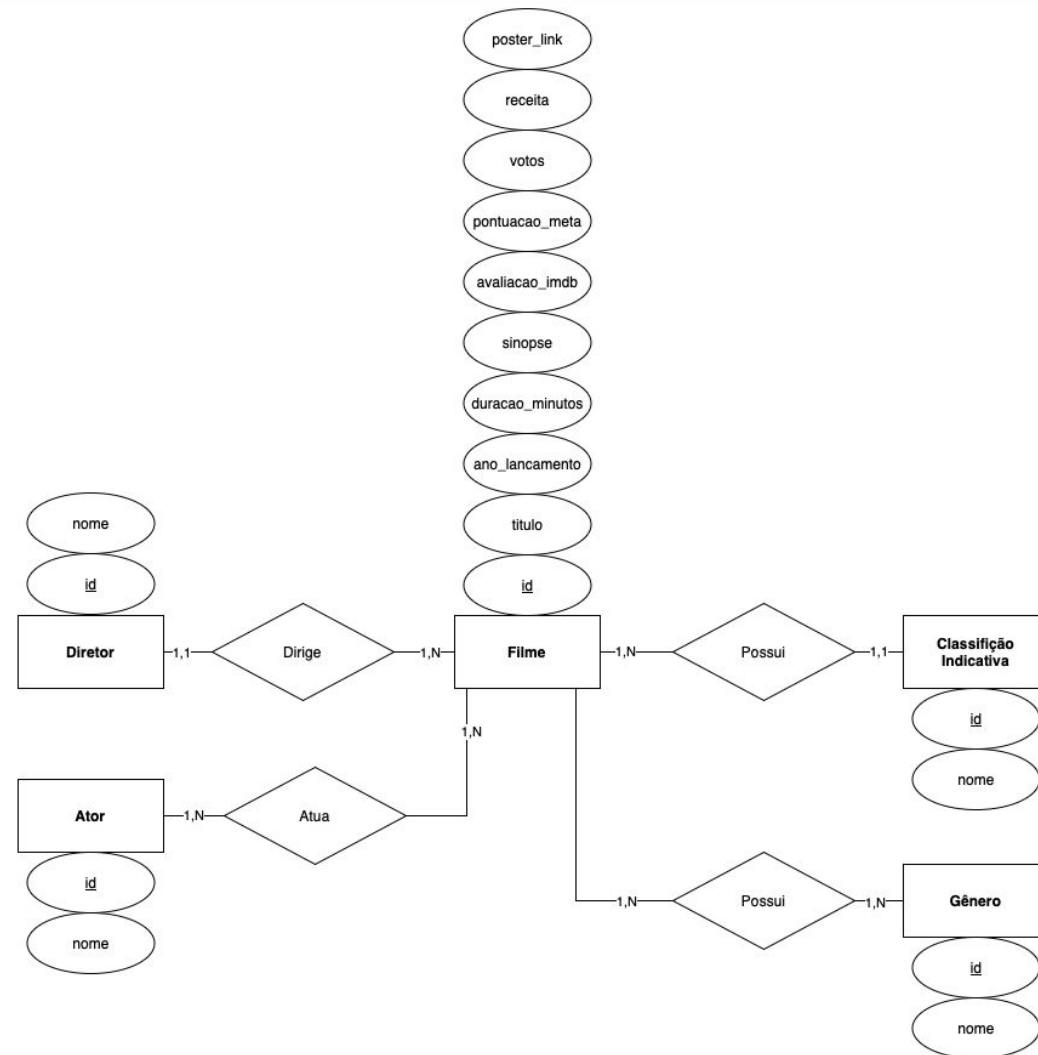 poster_link
receita
votos
pontuacao_meta
avaliacao_imdb
sinopse
duracao_minutos
ano_lancamento
titulo
id
nome
id
Diretor
1,1
Dirige
1,N
Filme
1,N
Possui
1,1
Classifição
Indicativa
id
nome
1,N
Ator
1,N
Atua
id
nome
1,N
Possui
1,N
Gênero
id
nome